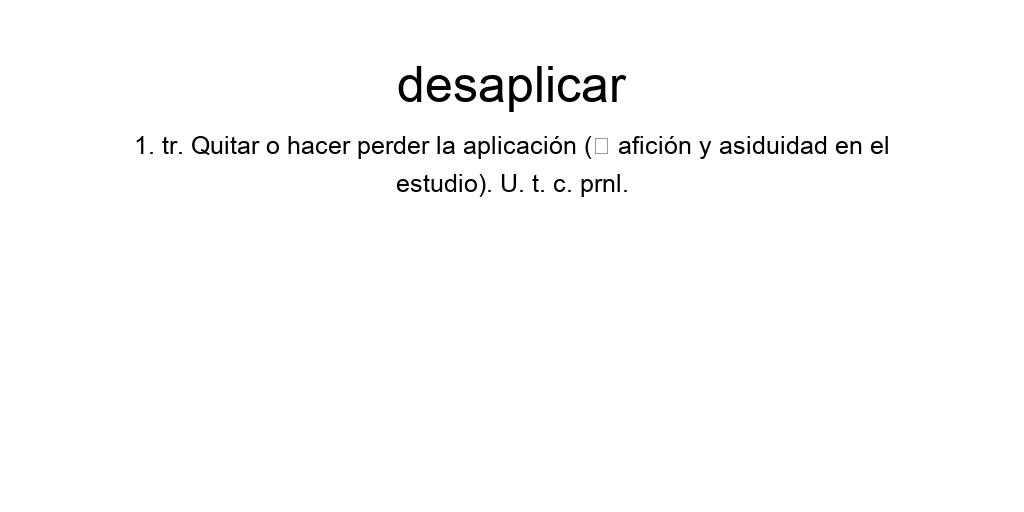 desaplicar
1. tr. Quitar o hacer perder la aplicación (□ afición y asiduidad en el
estudio). U. t. c. prnl.